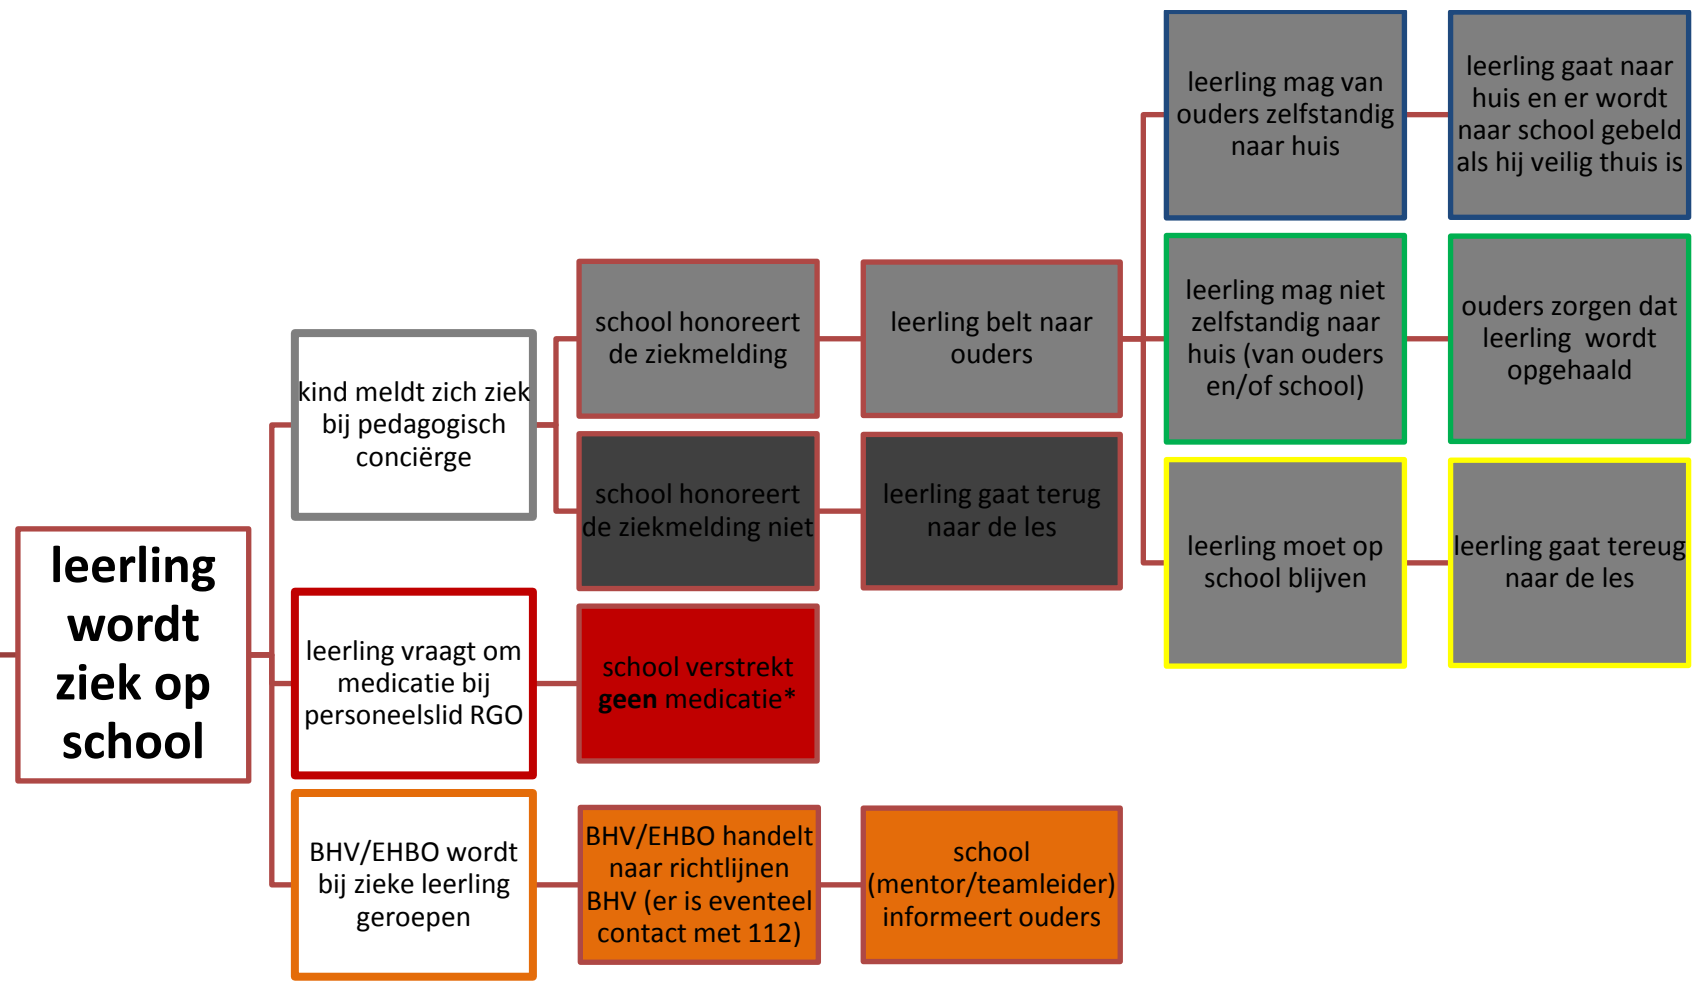 leerling
wordt
ziek op
school
kind meldt zich ziek
bij pedagogisch
conciërge
school honoreert
de ziekmelding
leerling belt naar
ouders
leerling mag van
ouders zelfstandig
naar huis
leerling gaat naar
huis en er wordt
naar school gebeld
als hij veilig thuis is
leerling mag niet
zelfstandig naar
huis (van ouders
en/of school)
ouders zorgen dat
leerling wordt
opgehaald
leerling moet op
school blijven
leerling gaat tereug
naar de les
school honoreert
de ziekmelding niet
leerling gaat terug
naar de les
leerling vraagt om
medicatie bij
personeelslid RGO
school verstrekt
geen medicatie*
BHV/EHBO wordt
bij zieke leerling
geroepen
BHV/EHBO handelt
naar richtlijnen
BHV (er is eventeel
contact met 112)
school
(mentor/teamleider)
informeert ouders